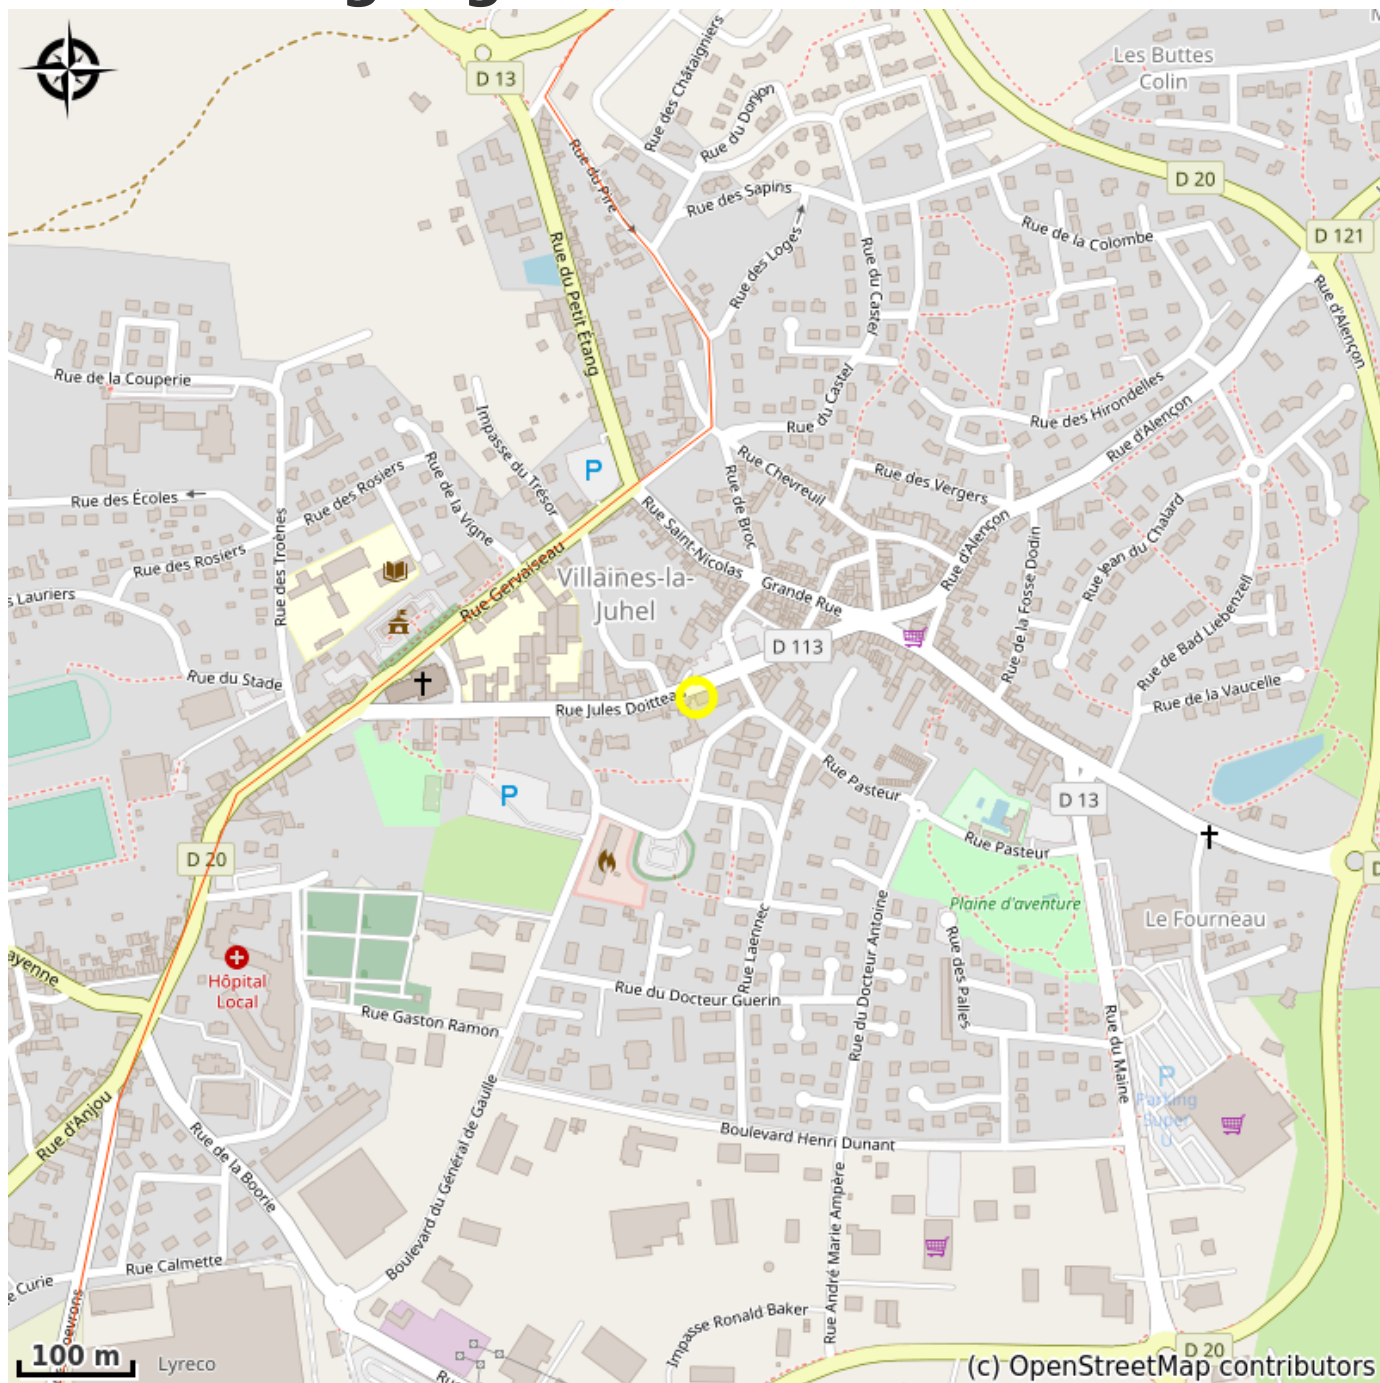 D 13
Rue des Châtaigniers
Les Buttes
Colin
Rue du Donjon
Rue du Pire
D 20
Rue des Sapins
D 121
Rue de la Colombe
Rue du Petit Étang
Rue des Loges
Rue du Castel
Rue d'Alençon
Rue de la Couperie
Rue du Castel
Rue des Hirondelles
Rue d'Alençon
Impasse du Trésor
P
Rue Chevreuil
Rue des Vergers
Rue des Écoles
Rue des Rosiers
Rue de la Vigne
Rue de Broc
Rue Saint-Nicolas
Rue d'Alençon
Rue Jean du Chalard
Rue des Rosiers
Rue des Troënes
Rue Gervaiseau
Villaines-la-
Juhel
Grande Rue
Rue de la Fosse Dodin
s Lauriers
Rue de Bad Liebenzell
D 113
Rue du Stade
Rue Jules Doitteau
Rue de la Vaucelle
P
Rue Pasteur
D 13
Rue Pasteur
D 20
Plaine d'aventure
Le Fourneau
ayenne
Hôpital
Local
Rue Laennec
Rue du Docteur Antoine
Rue des Palles
Rue du Docteur Guerin
Rue Gaston Ramon
Rue du Maine
P
Parking
Super
U
Rue d'Anjou
Rue de la Boorie
Boulevard du Général de Gaulle
Boulevard Henri Dunant
Rue André Marie Ampère
Rue Calmette
e Curie
Impasse Ronald Baker
100 m
Lyreco
D 20
(c) OpenStreetMap contributors